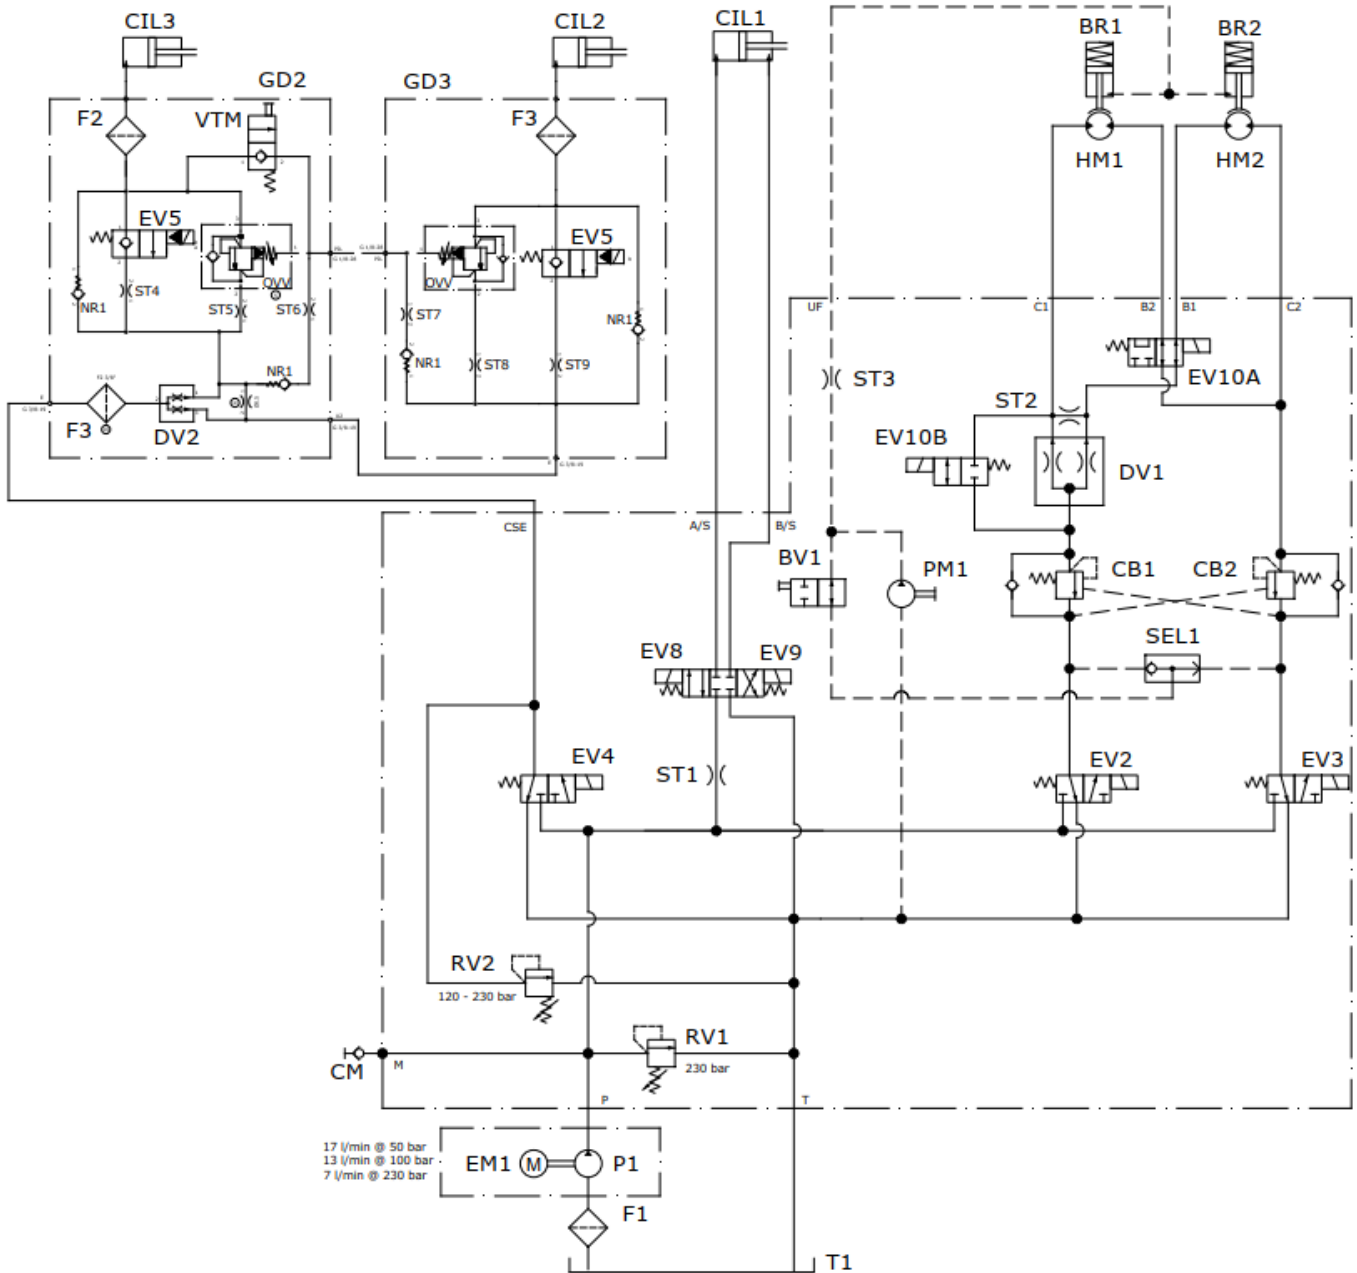 CIL3
CIL2
CIL1
BR1
BR2
GD2
GD3
F2
VTM
F3
HM1
HM2
EV5
EV5
OVV
OVV
NR1
ST4
ST5
ST6
ST7
NR1
ST8
ST9
NR1
UF
C1
B2
B1
C2
EV10A
ST3
ST2
NR1
F3
DV2
EV10B
DV1
CSE
A/S
B/S
BV1
PM1
CB1
CB2
SEL1
EV8
EV9
EV4
ST1
EV2
EV3
RV2
120 - 230 bar
RV1
230 bar
CM
M
P
T
17 l/min @ 50 bar
13 l/min @ 100 bar
7 l/min @ 230 bar
EM1
M
P1
F1
T1